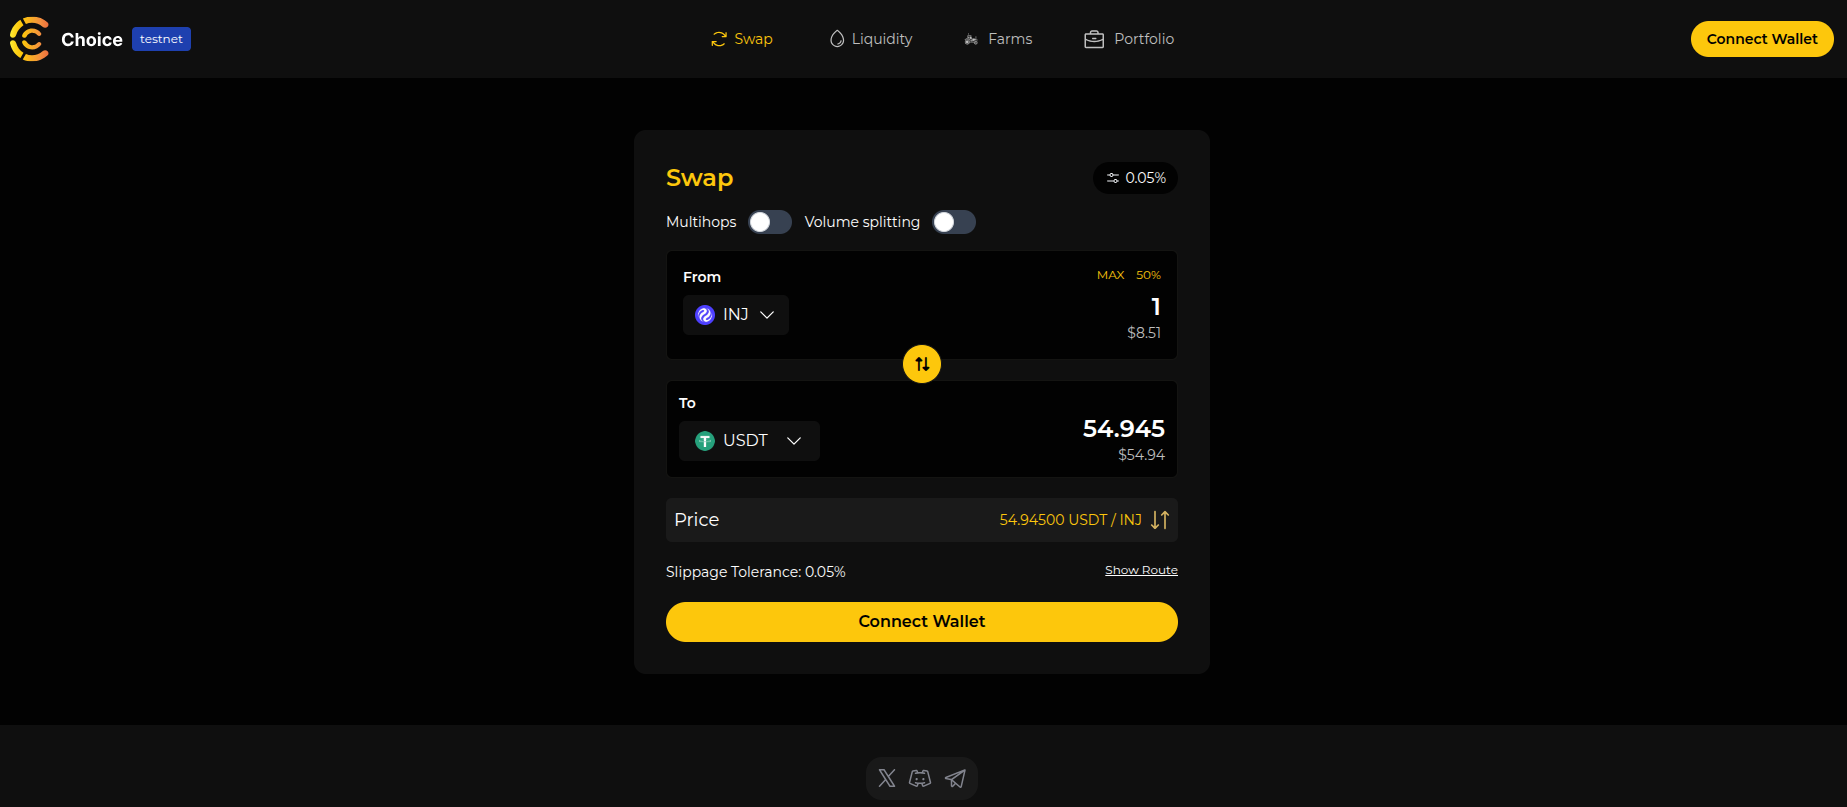 Choice testnet
Swap Liquidity Farms Portfolio
Connect Wallet
Swap 0.05%
Multihops Volume splitting
From MAX 50%
INJ 1
$8.51
To
USDT 54.945
$54.94
Price 54.94500 USDT / INJ
Slippage Tolerance: 0.05% Show Route
Connect Wallet